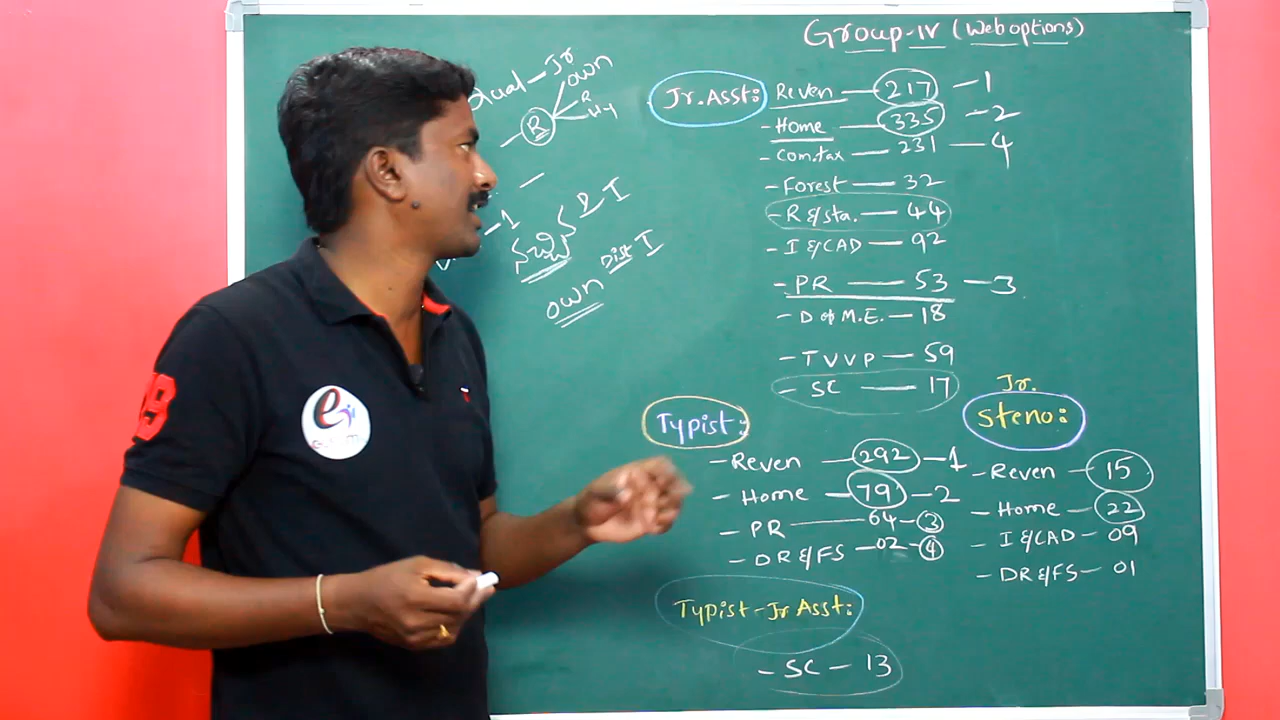 Group-IV (Web options)
Jr. Asst:
Reven — 217 — 1
- Home — 335 — 2
- Com.tax — 231 — 4
- Forest — 32
- R & sta. — 44
- I & CAD — 92
- PR — 53 — 3
- D of M.E. — 18
- TVVP — 59
- SC — 17
Typist:
- Reven — 292 — 1
- Home — 79 — 2
- PR — 64 — 3
- DR & FS — 02 — 4
Jr.
Steno:
- Reven — 15
- Home — 22
- I & CAD — 09
- DR & FS — 01
Typist-Jr Asst:
- SC — 13
— Jr
own
R
R
- 1
2 I
own Dist I